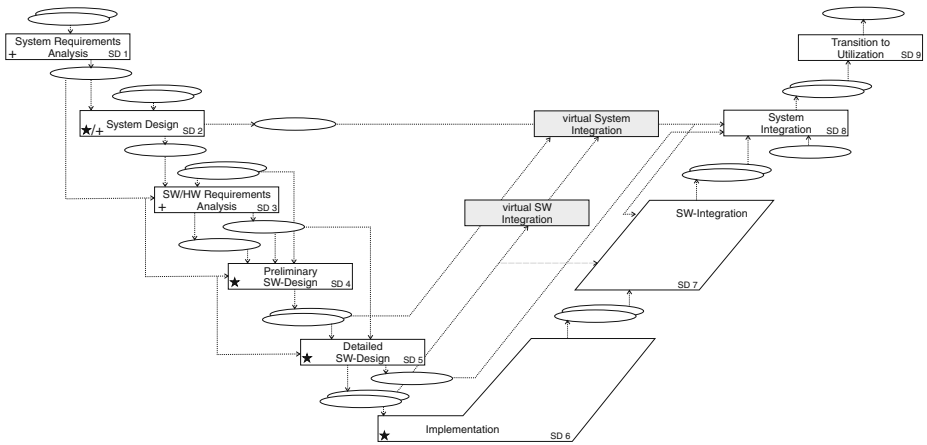 System Requirements
+ Analysis SD 1
Transition to
Utilization SD 9
★/+ System Design SD 2
virtual System
Integration
System
Integration SD 8
SW/HW Requirements
+ Analysis SD 3
virtual SW
Integration
SW-Integration
SD 7
Preliminary
★ SW-Design SD 4
Detailed
★ SW-Design SD 5
★ Implementation SD 6